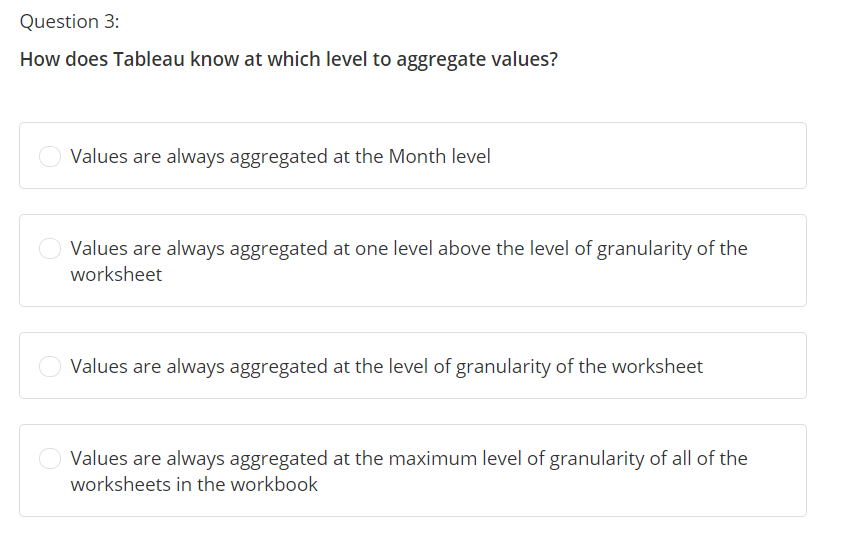 Question 3:
How does Tableau know at which level to aggregate values?
Values are always aggregated at the Month level
Values are always aggregated at one level above the level of granularity of the
worksheet
Values are always aggregated at the level of granularity of the worksheet
Values are always aggregated at the maximum level of granularity of all of the
worksheets in the workbook